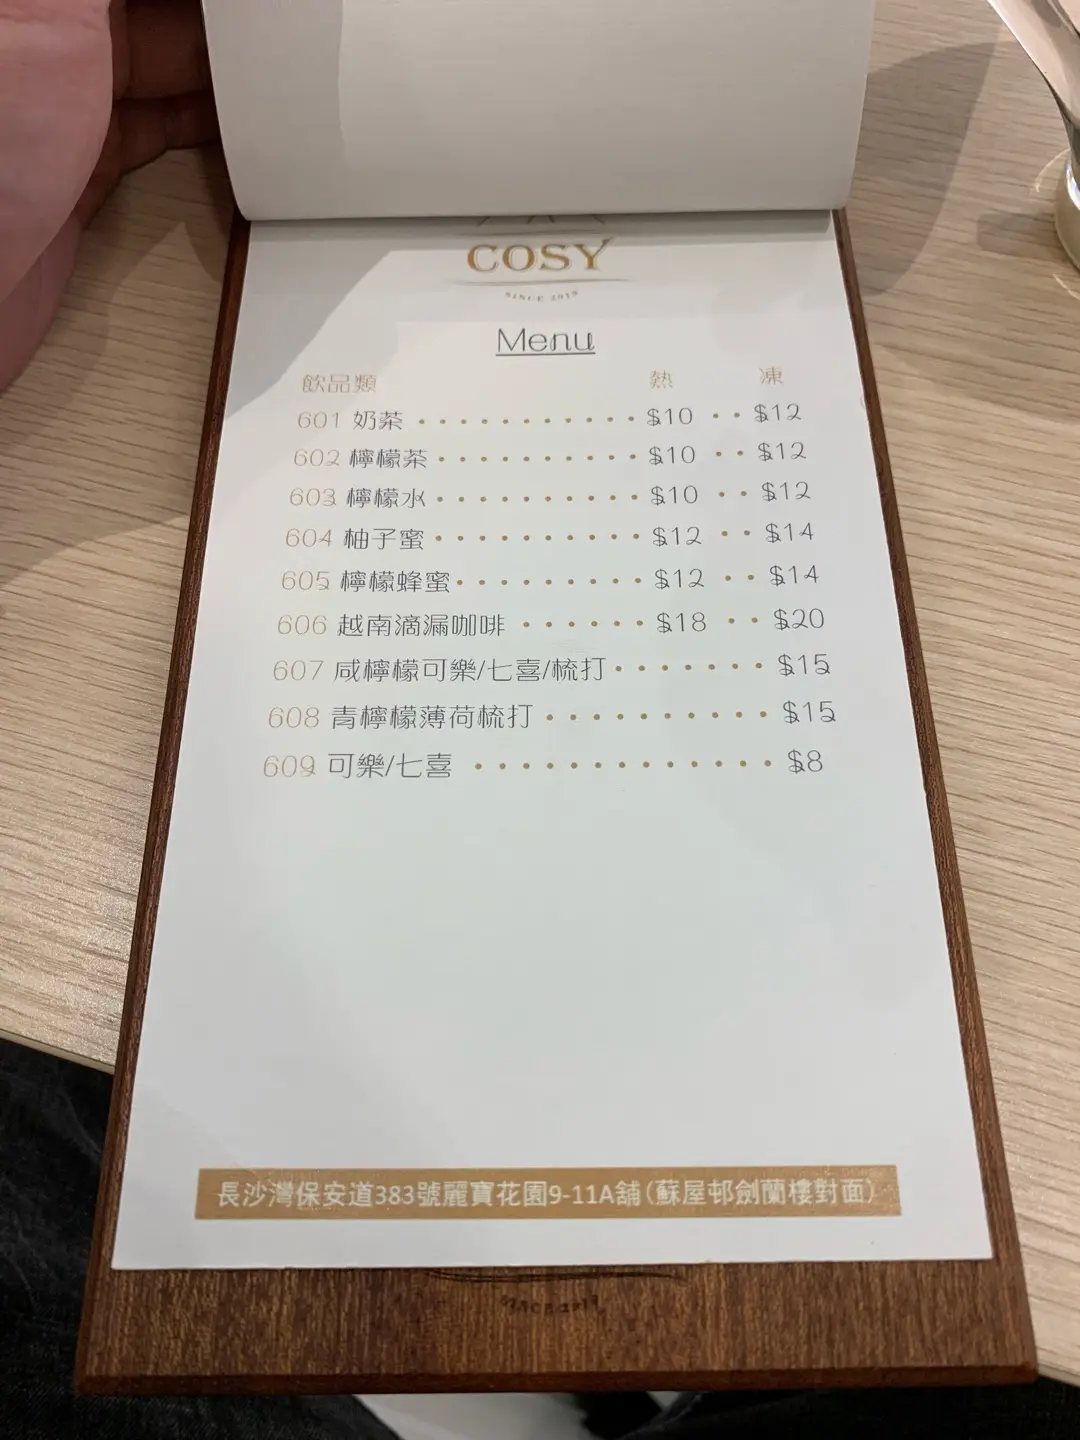 COSY
SINCE 2019
Menu
飲品類 熱 凍
601 奶茶 $10 $12
602 檸檬茶 $10 $12
603 檸檬水 $10 $12
604 柚子蜜 $12 $14
605 檸檬蜂蜜 $12 $14
606 越南滴漏咖啡 $18 $20
607 咸檸檬可樂/七喜/梳打 $15
608 青檸檬薄荷梳打 $15
609 可樂/七喜 $8
長沙灣保安道383號麗寶花園9-11A舖(蘇屋邨劍蘭樓對面)
SINCE 2019